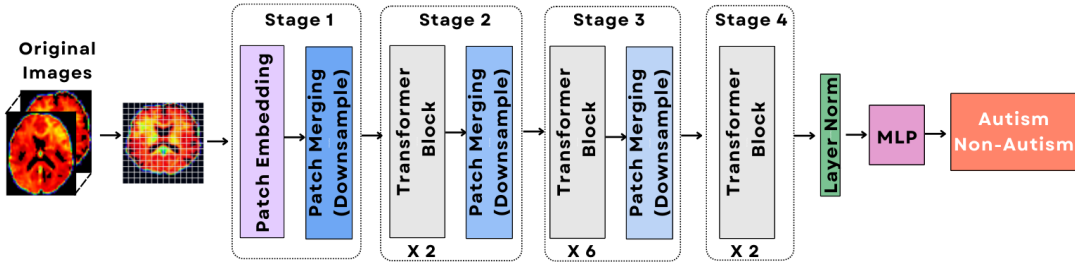 Original
Images
Stage 1
Patch Embedding
Patch Merging
(Downsample)
Stage 2
Transformer
Block
X 2
Patch Merging
(Downsample)
Stage 3
Transformer
Block
X 6
Patch Merging
(Downsample)
Stage 4
Transformer
Block
X 2
Layer Norm
MLP
Autism
Non-Autism